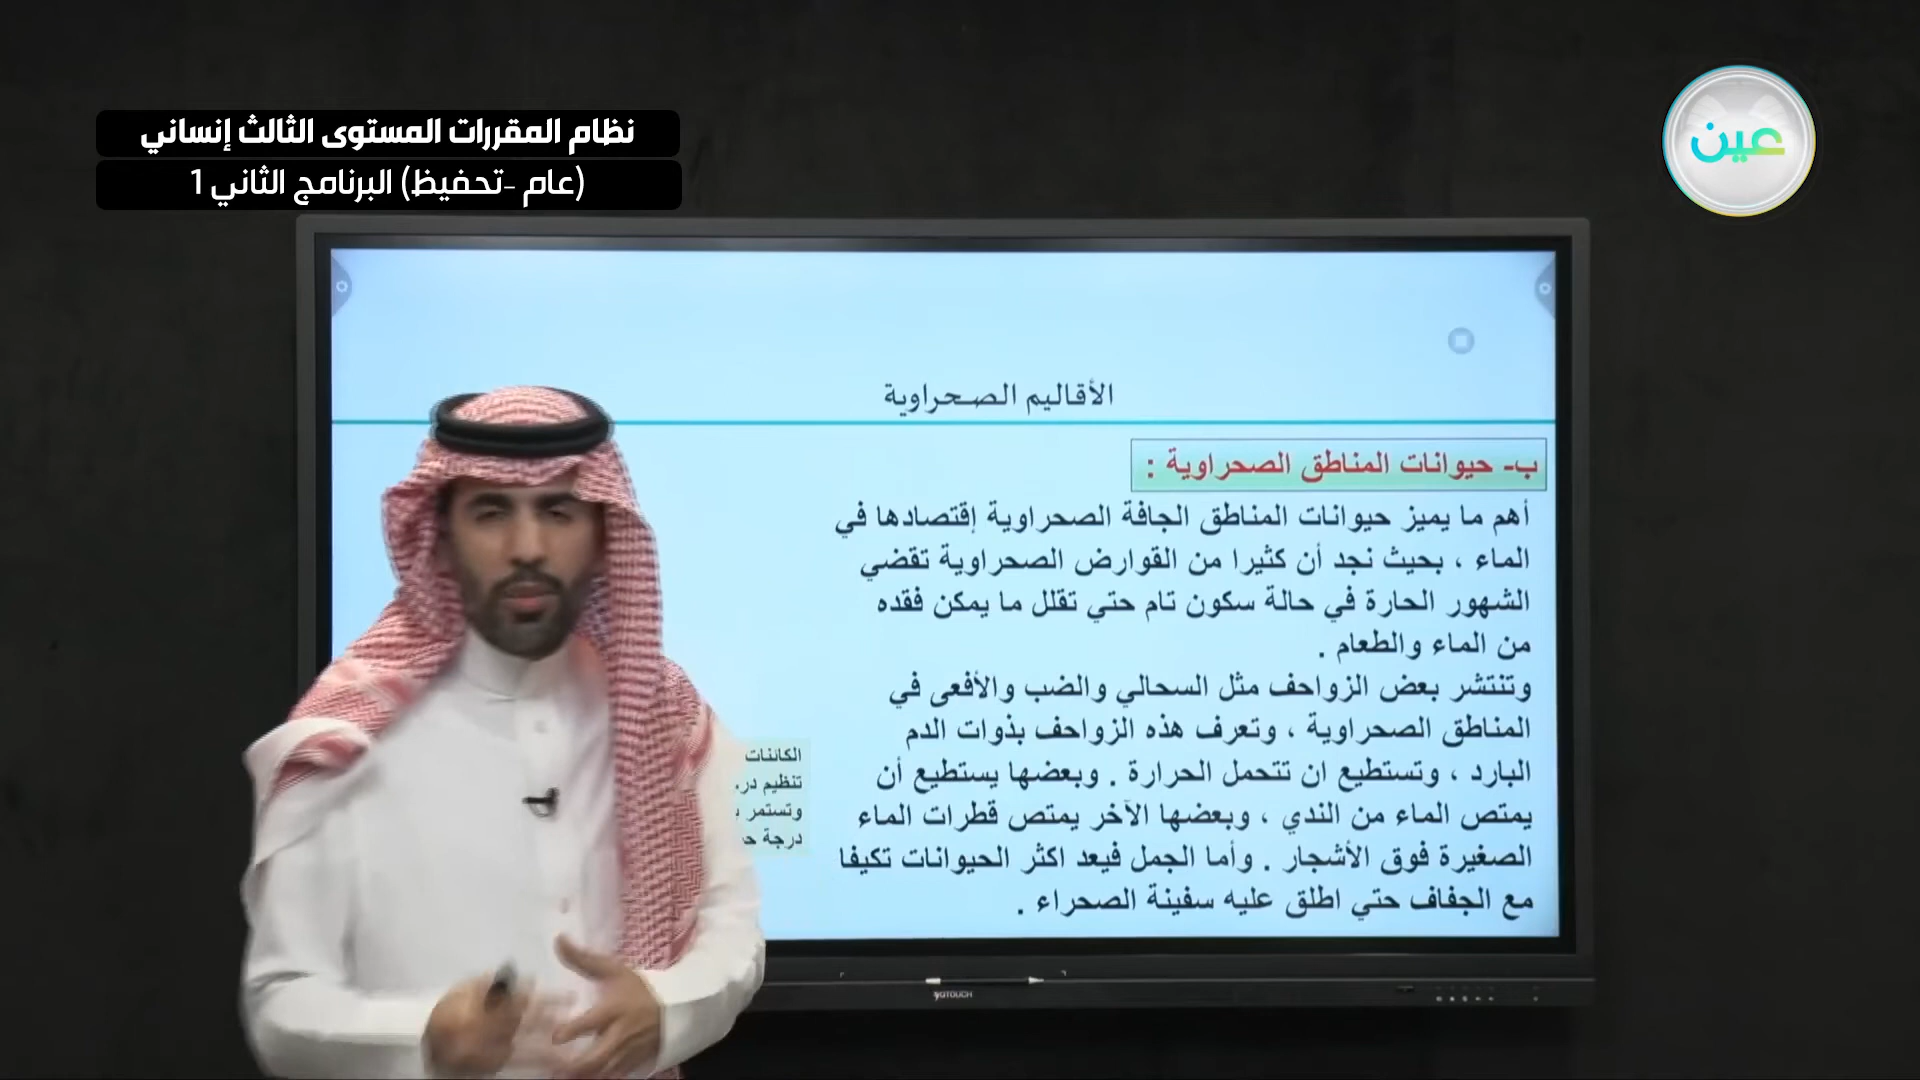 نظام المقررات المستوى الثالث إنساني
(عام -تحفيظ) البرنامج الثاني 1
عين
الأقاليم الصحراوية
ب- حيوانات المناطق الصحراوية :
أهم ما يميز حيوانات المناطق الجافة الصحراوية إقتصادها في
الماء ، بحيث نجد أن كثيرا من القوارض الصحراوية تقضي
الشهور الحارة في حالة سكون تام حتي تقلل ما يمكن فقده
من الماء والطعام .
وتنتشر بعض الزواحف مثل السحالي والضب والأفعى في
المناطق الصحراوية ، وتعرف هذه الزواحف بذوات الدم
البارد ، وتستطيع ان تتحمل الحرارة . وبعضها يستطيع أن
يمتص الماء من الندي ، وبعضها الآخر يمتص قطرات الماء
الصغيرة فوق الأشجار . وأما الجمل فيعد اكثر الحيوانات تكيفا
مع الجفاف حتي اطلق عليه سفينة الصحراء .
الكائنات
تنظيم
وتستمر
درجة